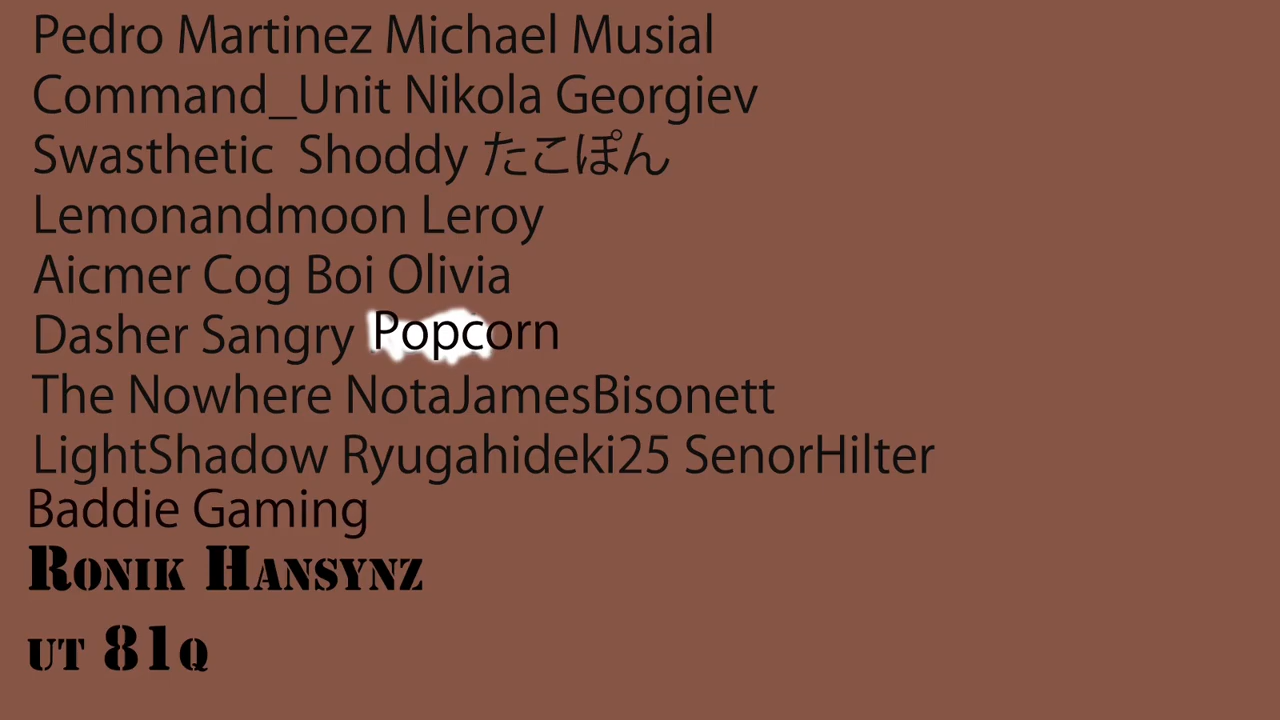 Pedro Martinez Michael Musial
Command_Unit Nikola Georgiev
Swasthetic  Shoddy たこぽん
Lemonandmoon Leroy
Aicmer Cog Boi Olivia
Dasher Sangry Popcorn
The Nowhere NotaJamesBisonett
LightShadow Ryugahideki25 SenorHilter
Baddie Gaming
Ronik Hansynz
ut 81q